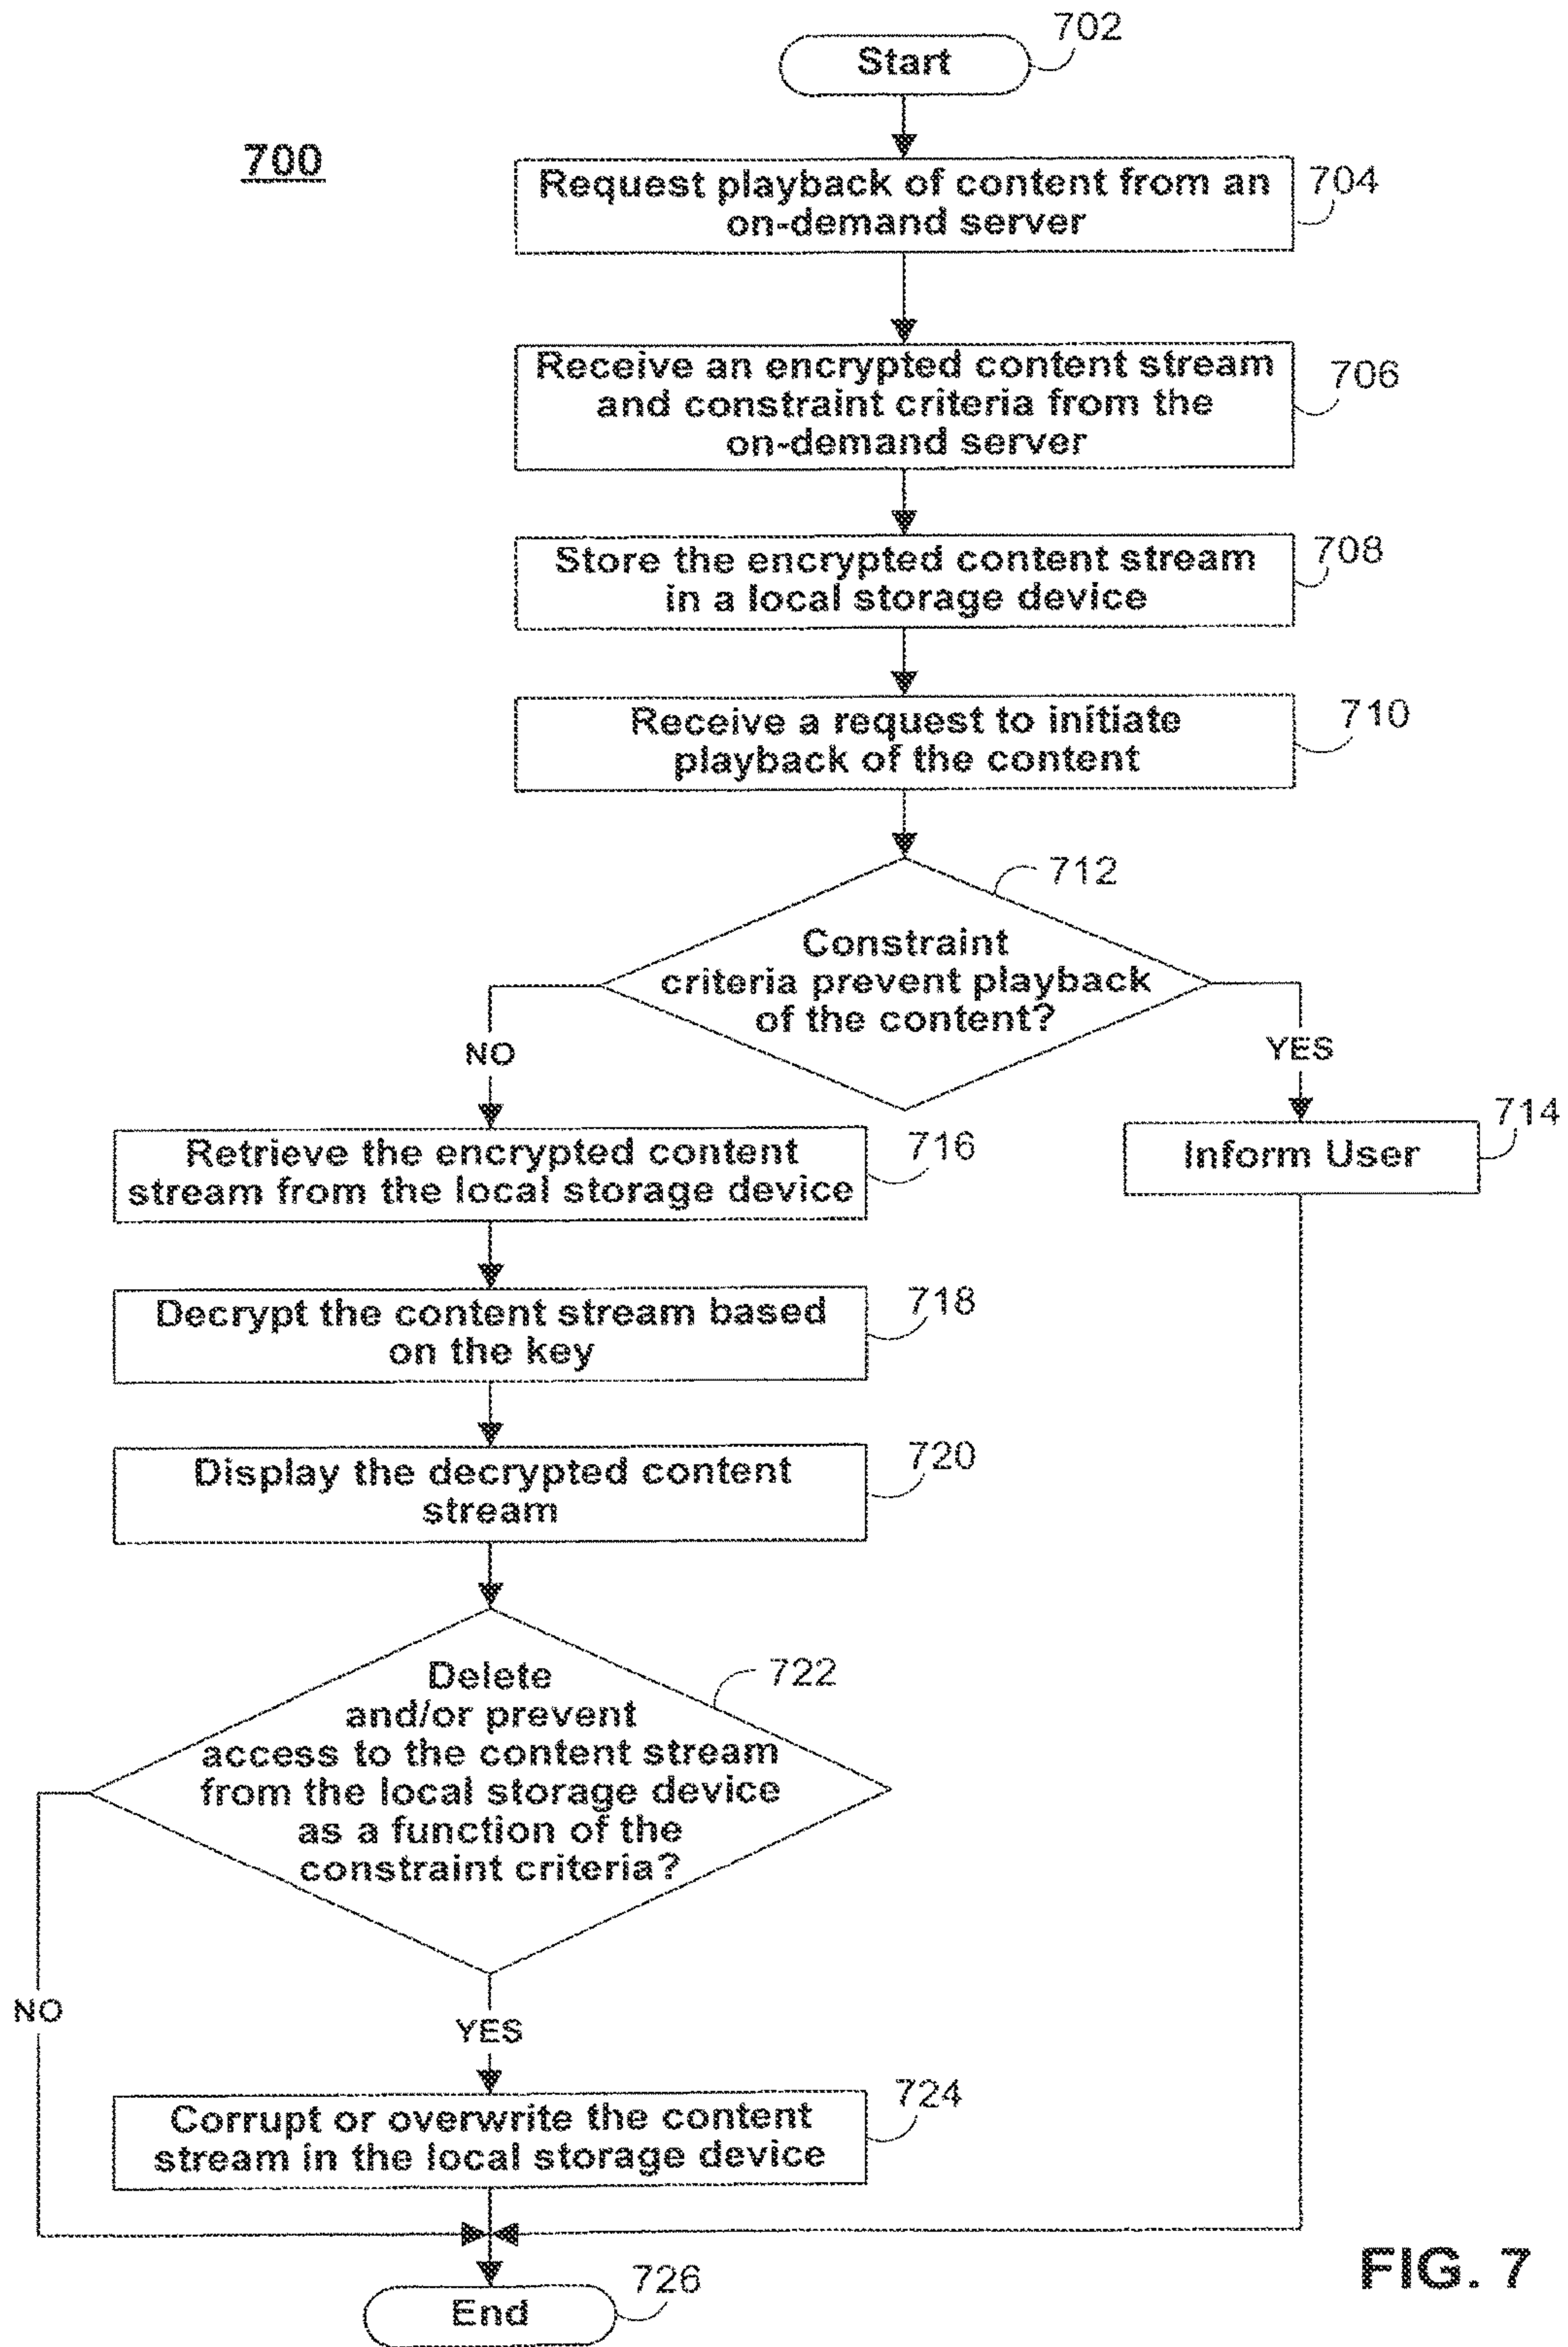 702
Start
700
Request playback of content from an
on-demand server
704
Receive an encrypted content stream
and constraint criteria from the
on-demand server
706
Store the encrypted content stream
in a local storage device
708
Receive a request to initiate
playback of the content
710
712
Constraint
criteria prevent playback
of the content?
NO
YES
Retrieve the encrypted content
stream from the local storage device
716
Inform User
714
Decrypt the content stream based
on the key
718
Display the decrypted content
stream
720
Delete
and/or prevent
access to the content stream
from the local storage device
as a function of the
constraint criteria?
722
NO
YES
Corrupt or overwrite the content
stream in the local storage device
724
End
726
FIG. 7